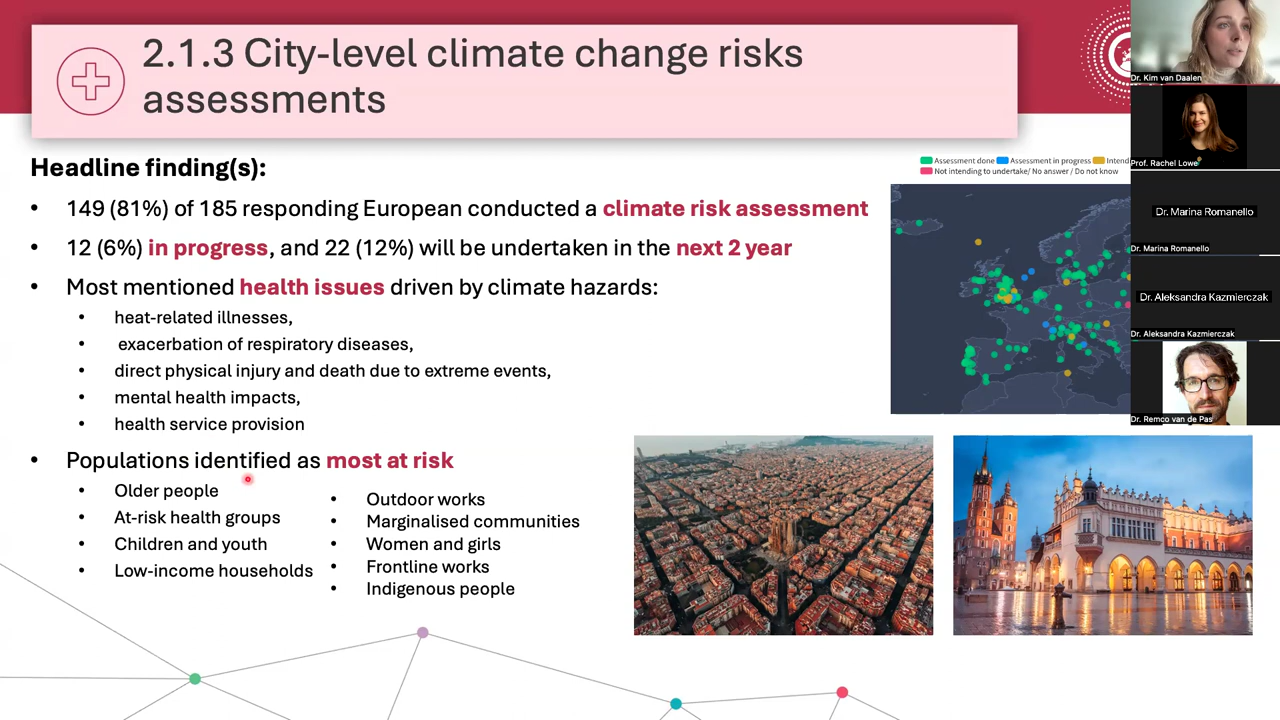 2.1.3 City-level climate change risks
assessments
Headline finding(s):
• 149 (81%) of 185 responding European conducted a climate risk assessment
• 12 (6%) in progress, and 22 (12%) will be undertaken in the next 2 year
• Most mentioned health issues driven by climate hazards:
• heat-related illnesses,
• exacerbation of respiratory diseases,
• direct physical injury and death due to extreme events,
• mental health impacts,
• health service provision
• Populations identified as most at risk
• Older people
• At-risk health groups
• Children and youth
• Low-income households
• Outdoor works
• Marginalised communities
• Women and girls
• Frontline works
• Indigenous people
Assessment done Assessment in progress Intend
Not intending to undertake/ No answer / Do not know
Dr. Kim van Daalen
Prof. Rachel Lowe
Dr. Marina Romanello
Dr. Marina Romanello
Dr. Aleksandra Kazmierczak
Dr. Aleksandra Kazmierczak
Dr. Remco van de Pas